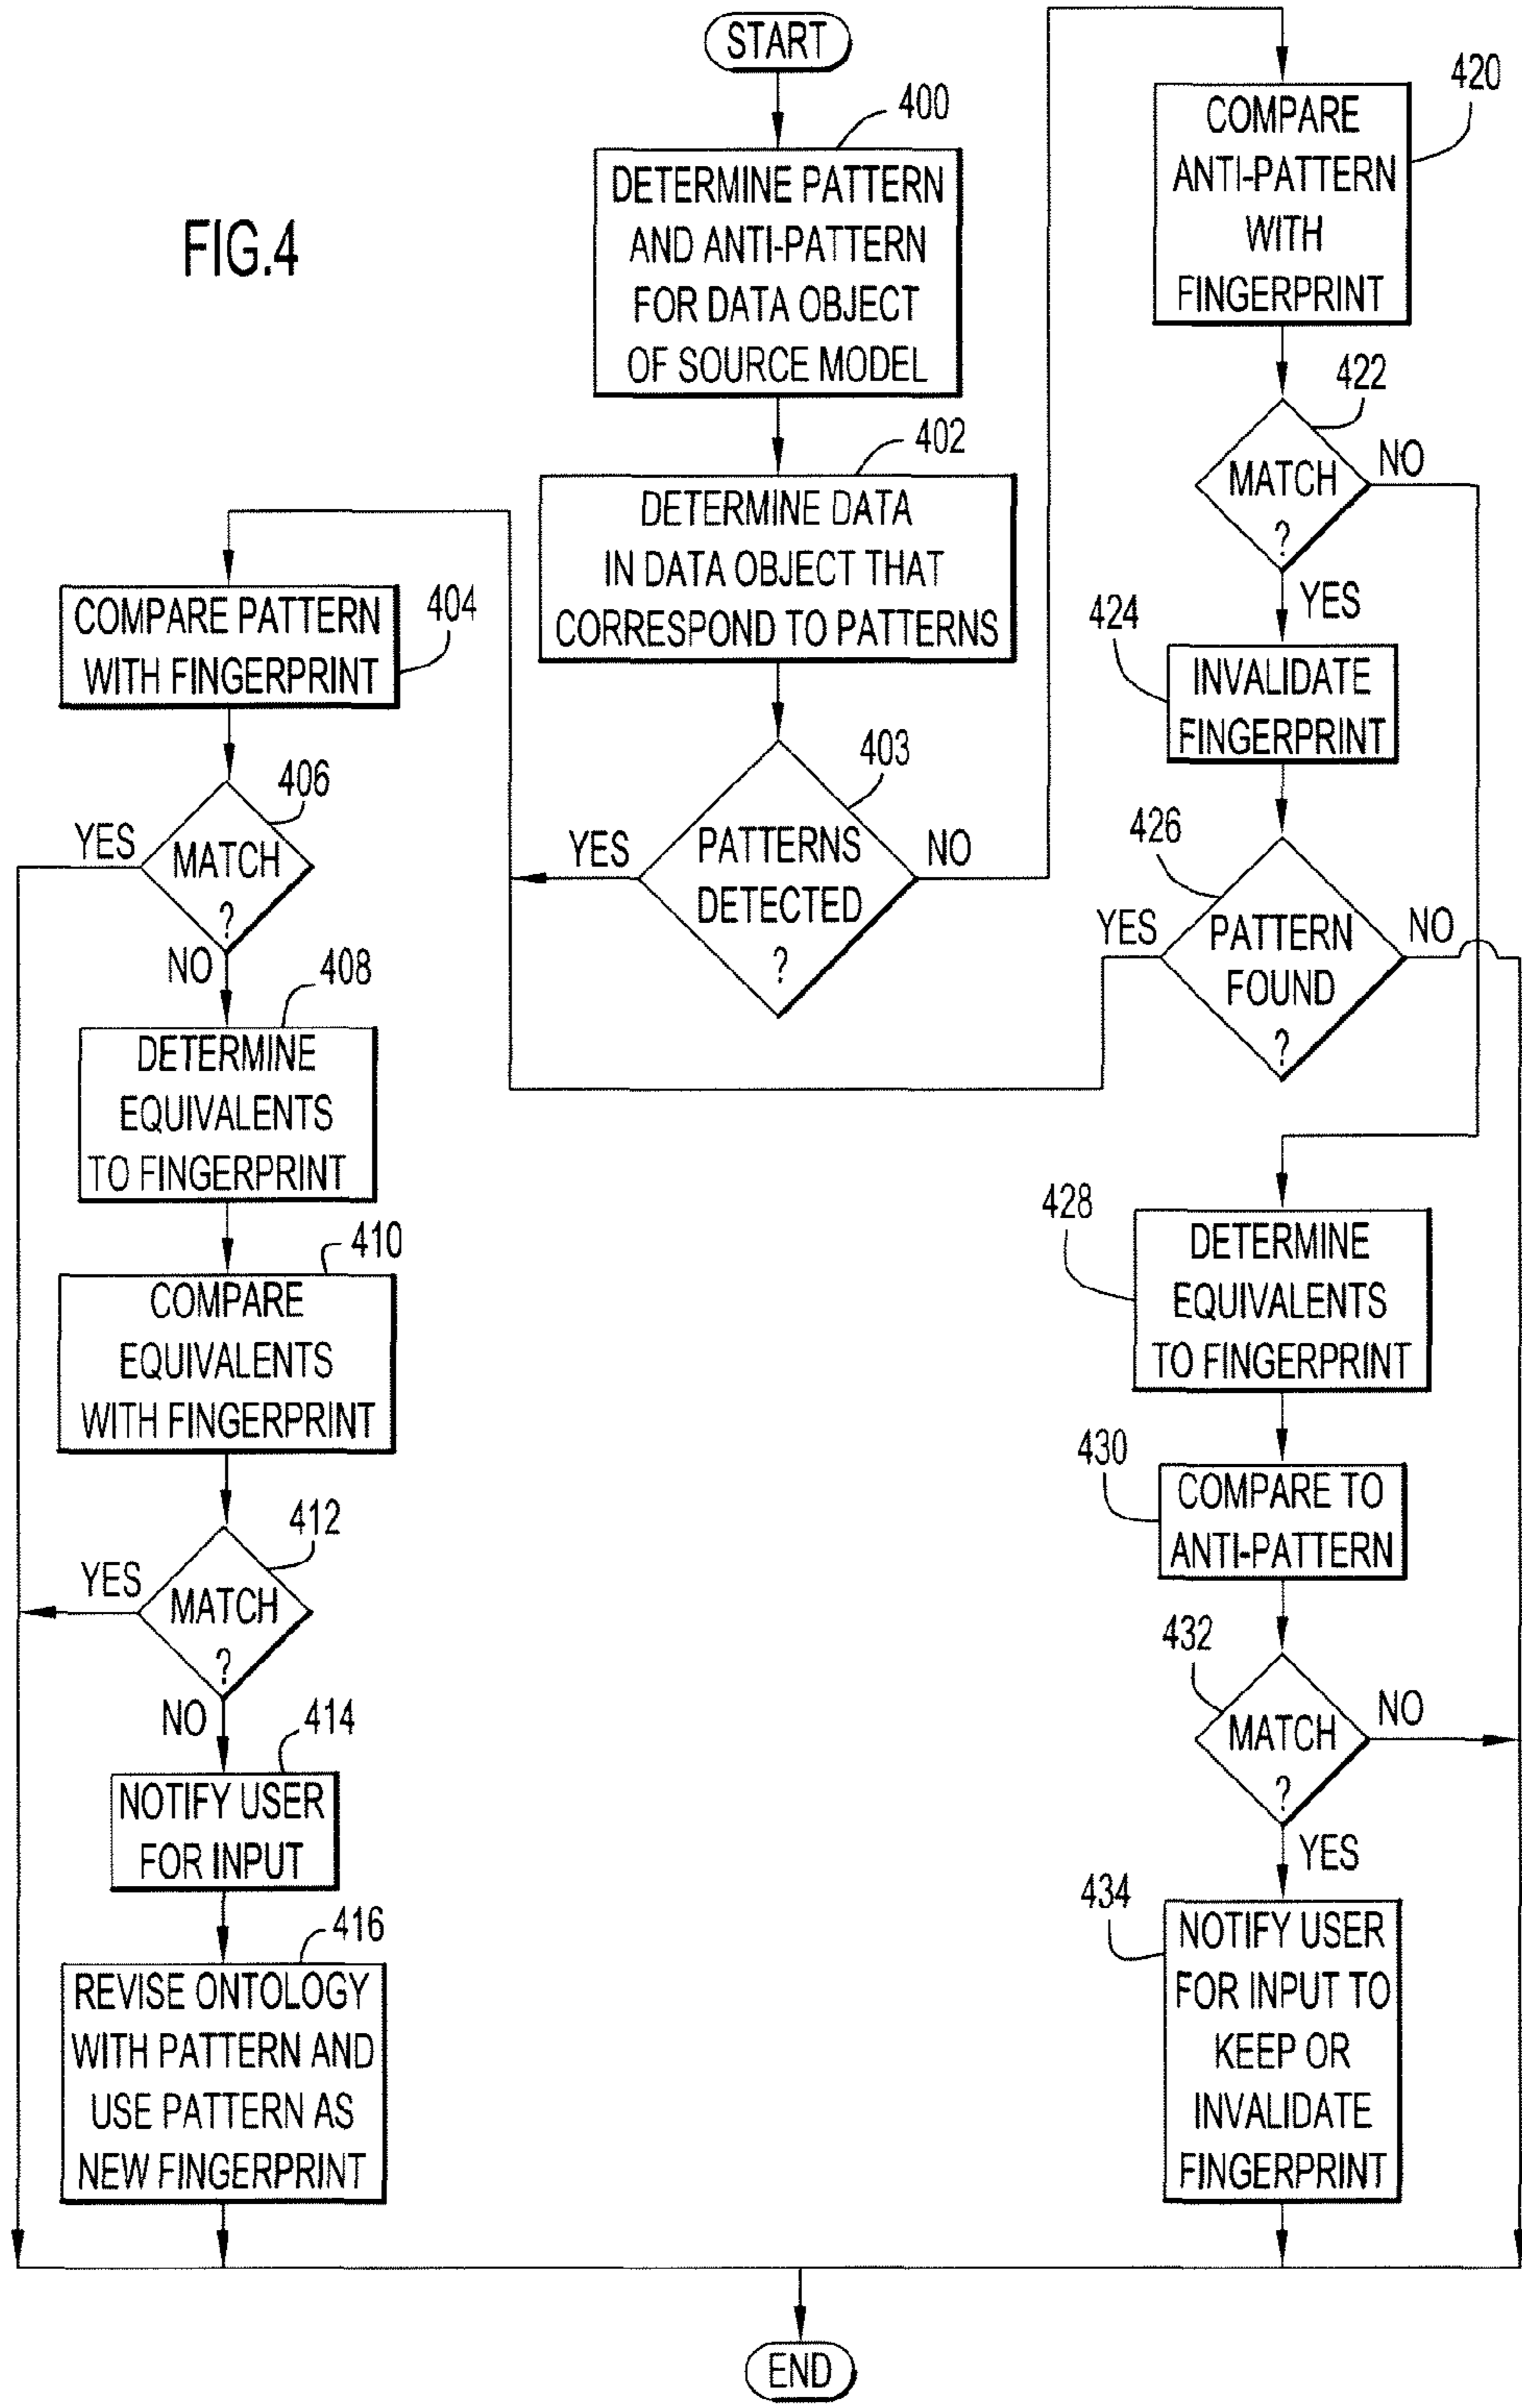 FIG.4
START
400
DETERMINE PATTERN
AND ANTI-PATTERN
FOR DATA OBJECT
OF SOURCE MODEL
402
DETERMINE DATA
IN DATA OBJECT THAT
CORRESPOND TO PATTERNS
403
PATTERNS
DETECTED
?
YES
NO
404
COMPARE PATTERN
WITH FINGERPRINT
406
MATCH
?
YES
NO
408
DETERMINE
EQUIVALENTS
TO FINGERPRINT
410
COMPARE
EQUIVALENTS
WITH FINGERPRINT
412
MATCH
?
YES
NO
414
NOTIFY USER
FOR INPUT
416
REVISE ONTOLOGY
WITH PATTERN AND
USE PATTERN AS
NEW FINGERPRINT
420
COMPARE
ANTI-PATTERN
WITH
FINGERPRINT
422
MATCH
?
NO
YES
424
INVALIDATE
FINGERPRINT
426
PATTERN
FOUND
?
YES
NO
428
DETERMINE
EQUIVALENTS
TO FINGERPRINT
430
COMPARE TO
ANTI-PATTERN
432
MATCH
?
NO
YES
434
NOTIFY USER
FOR INPUT TO
KEEP OR
INVALIDATE
FINGERPRINT
END